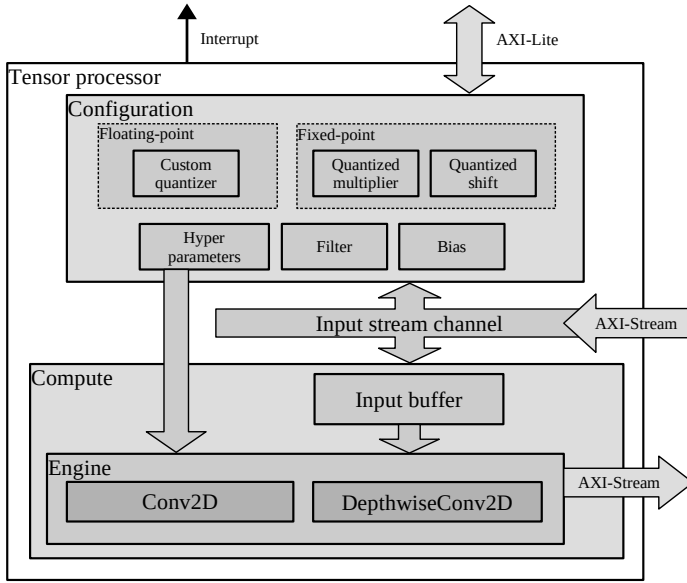 Interrupt
AXI-Lite
Tensor processor
Configuration
Floating-point
Custom
quantizer
Fixed-point
Quantized
multiplier
Quantized
shift
Hyper
parameters
Filter
Bias
Input stream channel
AXI-Stream
Compute
Input buffer
Engine
Conv2D
DepthwiseConv2D
AXI-Stream